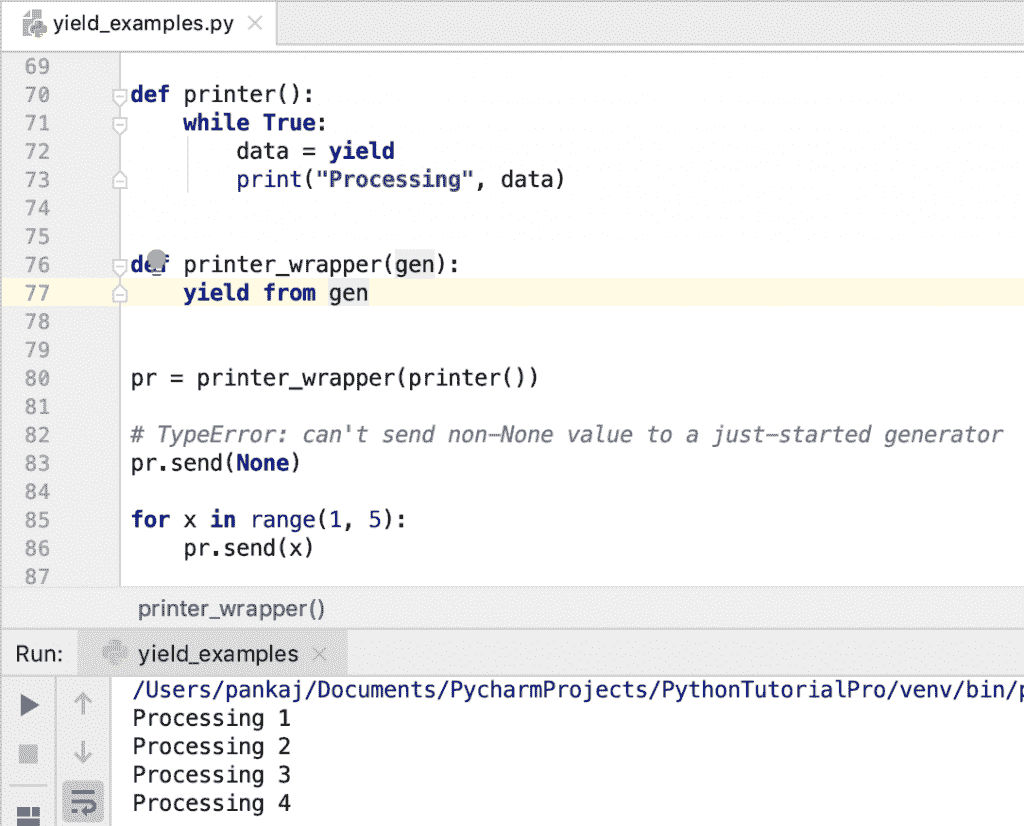 yield_examples.py
69
70 def printer():
71     while True:
72         data = yield
73         print("Processing", data)
74
75
76 def printer_wrapper(gen):
77     yield from gen
78
79
80 pr = printer_wrapper(printer())
81
82 # TypeError: can't send non-None value to a just-started generator
83 pr.send(None)
84
85 for x in range(1, 5):
86     pr.send(x)
87
printer_wrapper()
Run: yield_examples
/Users/pankaj/Documents/PycharmProjects/PythonTutorialPro/venv/bin/
Processing 1
Processing 2
Processing 3
Processing 4